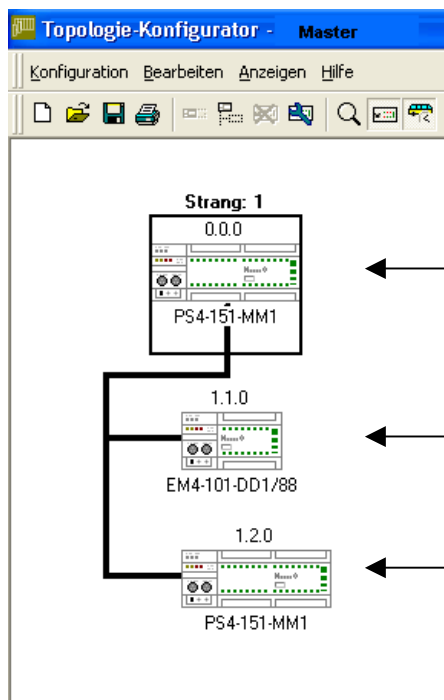 Topologie-Konfigurator - Master
Konfiguration Bearbeiten Anzeigen Hilfe
Strang: 1
0.0.0
PS4-151-MM1
1.1.0
EM4-101-DD1/88
1.2.0
PS4-151-MM1